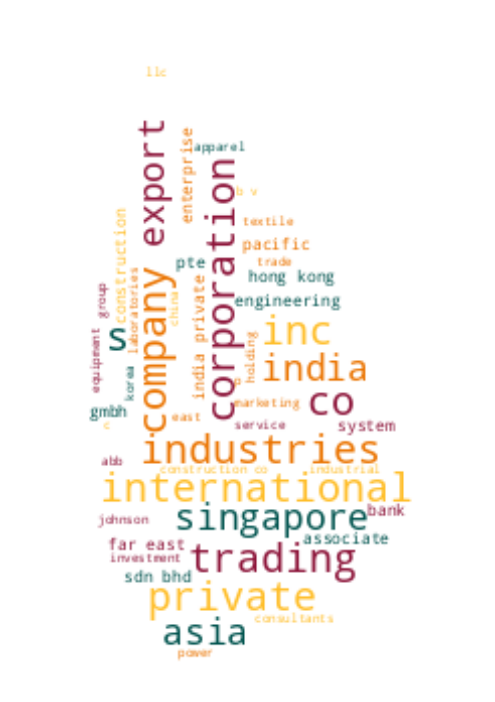 llc
export
enterprise
apparel
corporation
b v
construction
textile
pacific
trade
pte
hong kong
company
laboratories
china
india private
group
engineering
s
inc
holding
equipment
korea
india
p
co
marketing
gmbh
east
c
service
system
industries
abb
construction co
industrial
international
johnson
singapore
bank
associate
far east
trading
investment
sdn bhd
private
consultants
asia
power